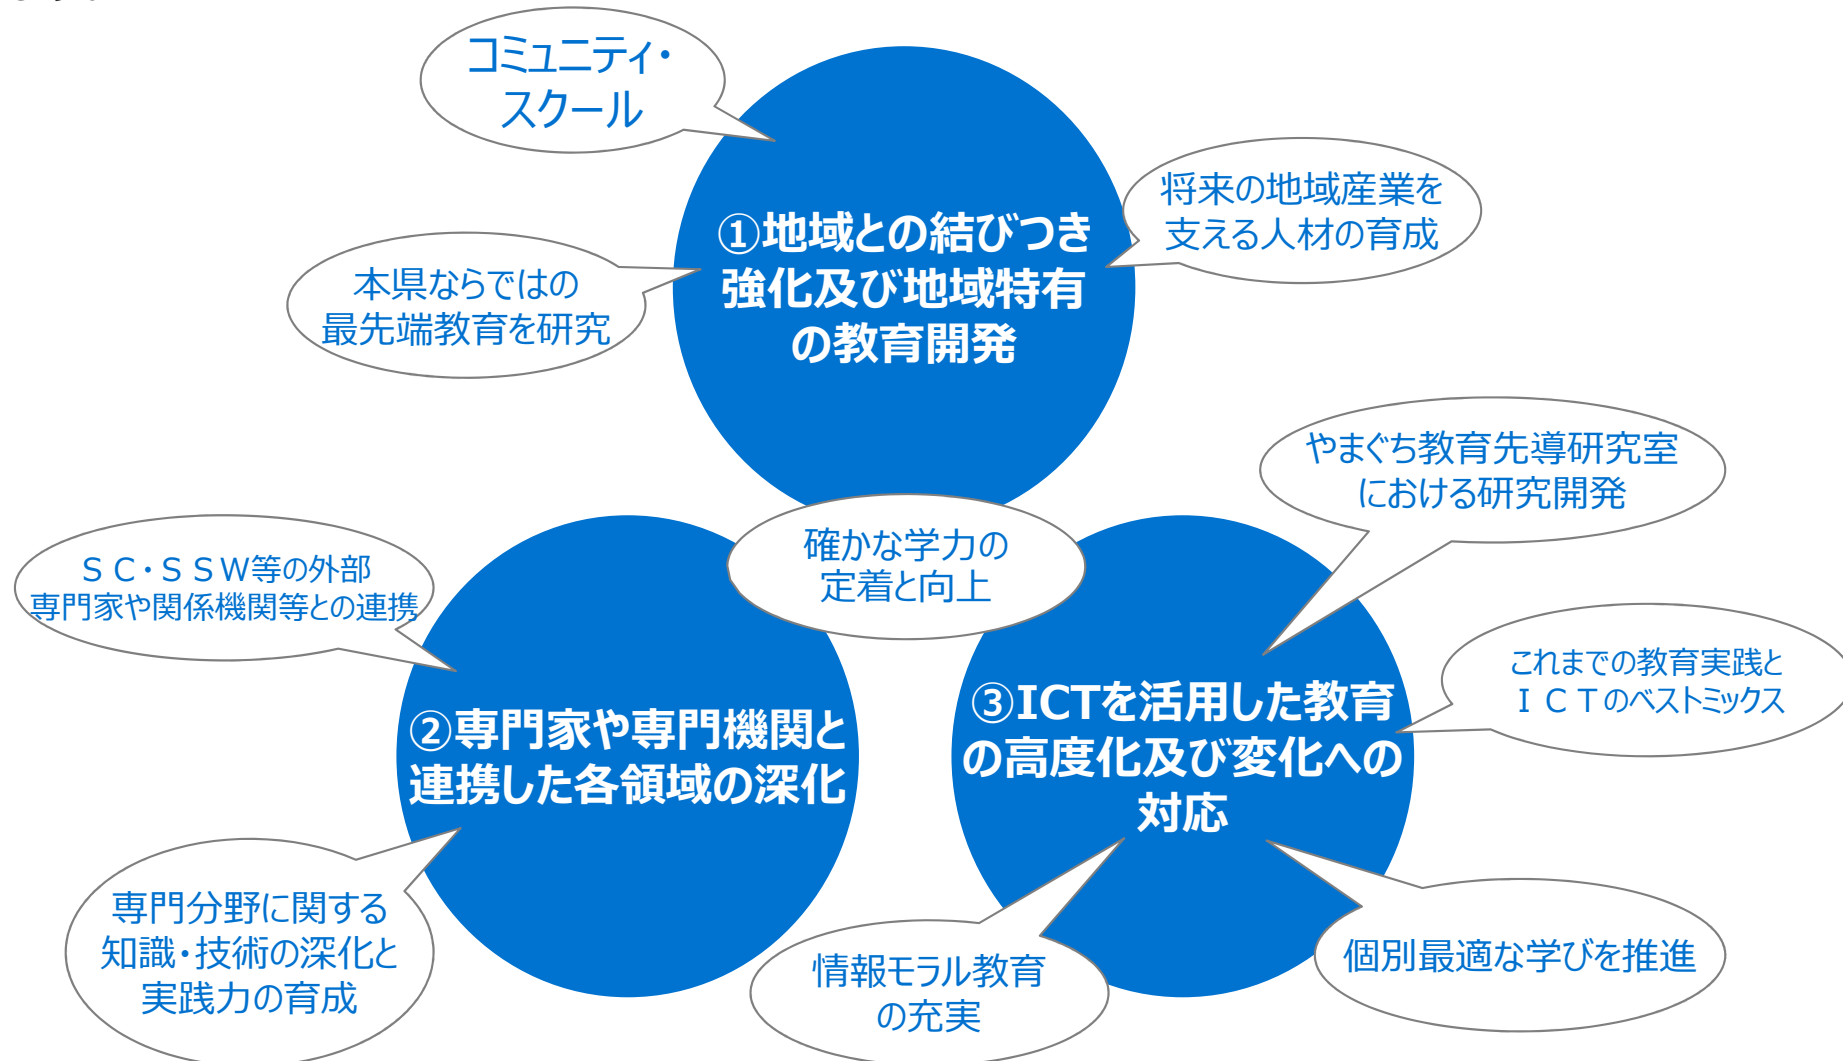 コミュニティ・
スクール
将来の地域産業を
支える人材の育成
①地域との結びつき
強化及び地域特有
の教育開発
本県ならではの
最先端教育を研究
やまぐち教育先導研究室
における研究開発
確かな学力の
定着と向上
ＳＣ・ＳＳＷ等の外部
専門家や関係機関等との連携
これまでの教育実践と
ＩＣＴのベストミックス
②専門家や専門機関と
連携した各領域の深化
③ICTを活用した教育
の高度化及び変化への
対応
専門分野に関する
知識・技術の深化と
実践力の育成
情報モラル教育
の充実
個別最適な学びを推進